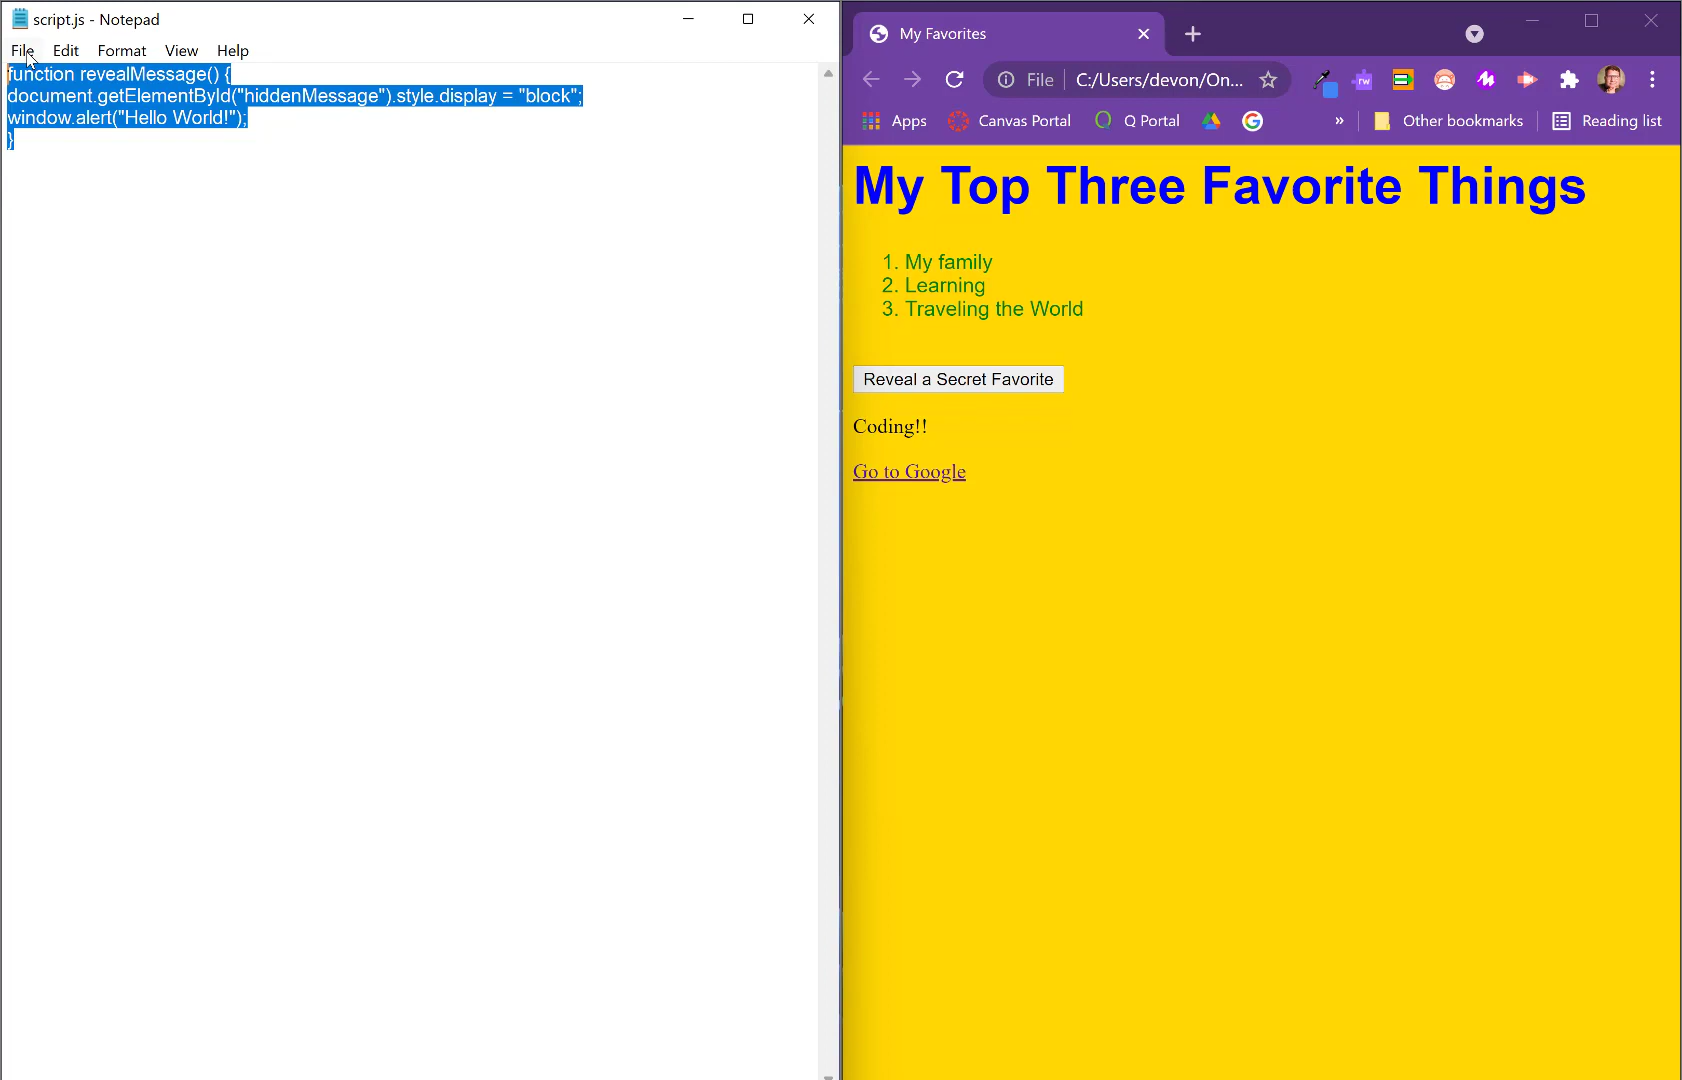 script.js - Notepad
File Edit Format View Help
function revealMessage() {
document.getElementById("hiddenMessage").style.display = "block";
window.alert("Hello World!");
}
My Favorites
File C:/Users/devon/On...
rw
Apps Canvas Portal Q Portal » Other bookmarks Reading list
My Top Three Favorite Things
1. My family
2. Learning
3. Traveling the World
Reveal a Secret Favorite
Coding!!
Go to Google